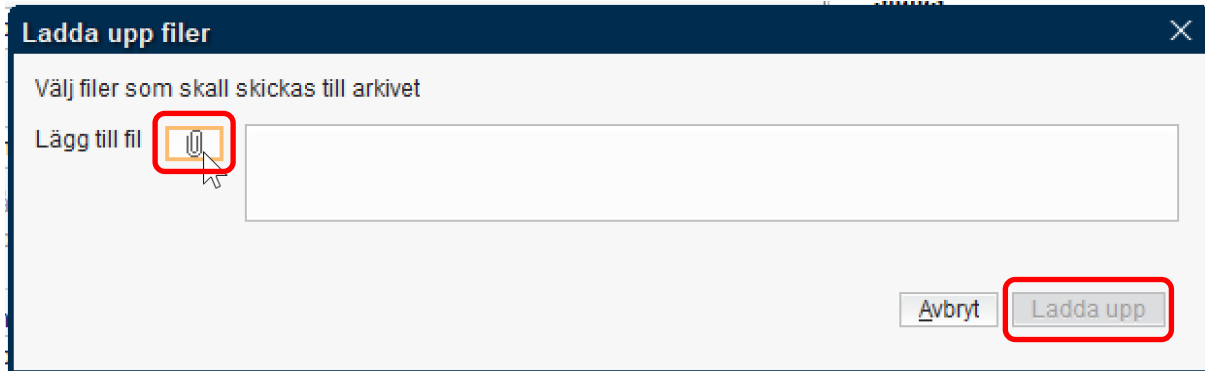 Ladda upp filer
Välj filer som skall skickas till arkivet
Lägg till fil
Avbryt
Ladda upp